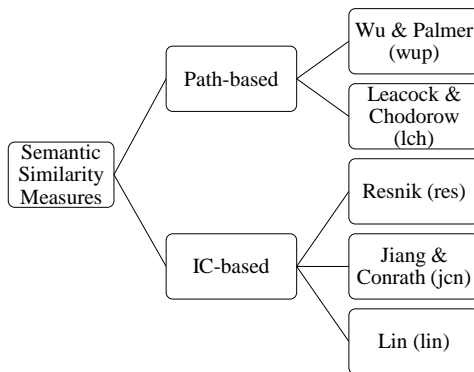 Semantic
Similarity
Measures
Path-based
Wu & Palmer
(wup)
Leacock &
Chodorow
(lch)
IC-based
Resnik (res)
Jiang &
Conrath (jcn)
Lin (lin)